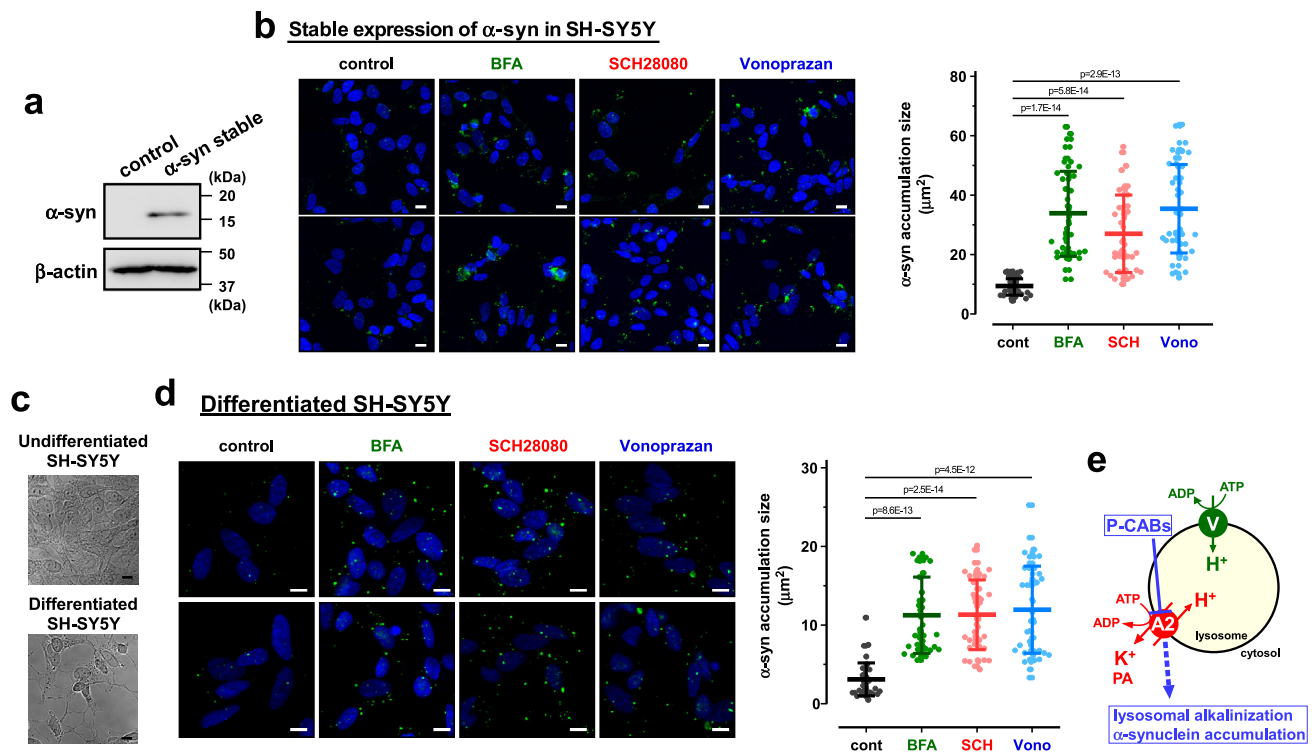 a
control
α-syn stable
(kDa)
α-syn
20
15
β-actin
50
37
(kDa)
b Stable expression of α-syn in SH-SY5Y
control BFA SCH28080 Vonoprazan
α-syn accumulation size
(μm²)
80
60
40
20
0
p=2.9E-13
p=5.8E-14
p=1.7E-14
cont BFA SCH Vono
c
Undifferentiated
SH-SY5Y
Differentiated
SH-SY5Y
d Differentiated SH-SY5Y
control BFA SCH28080 Vonoprazan
α-syn accumulation size
(μm²)
30
20
10
0
p=4.5E-12
p=2.5E-14
p=8.6E-13
cont BFA SCH Vono
e
ADP ATP
V
H⁺
P-CABs
ATP
H⁺
ADP
A2
K⁺
PA
lysosome
cytosol
lysosomal alkalinization
α-synuclein accumulation